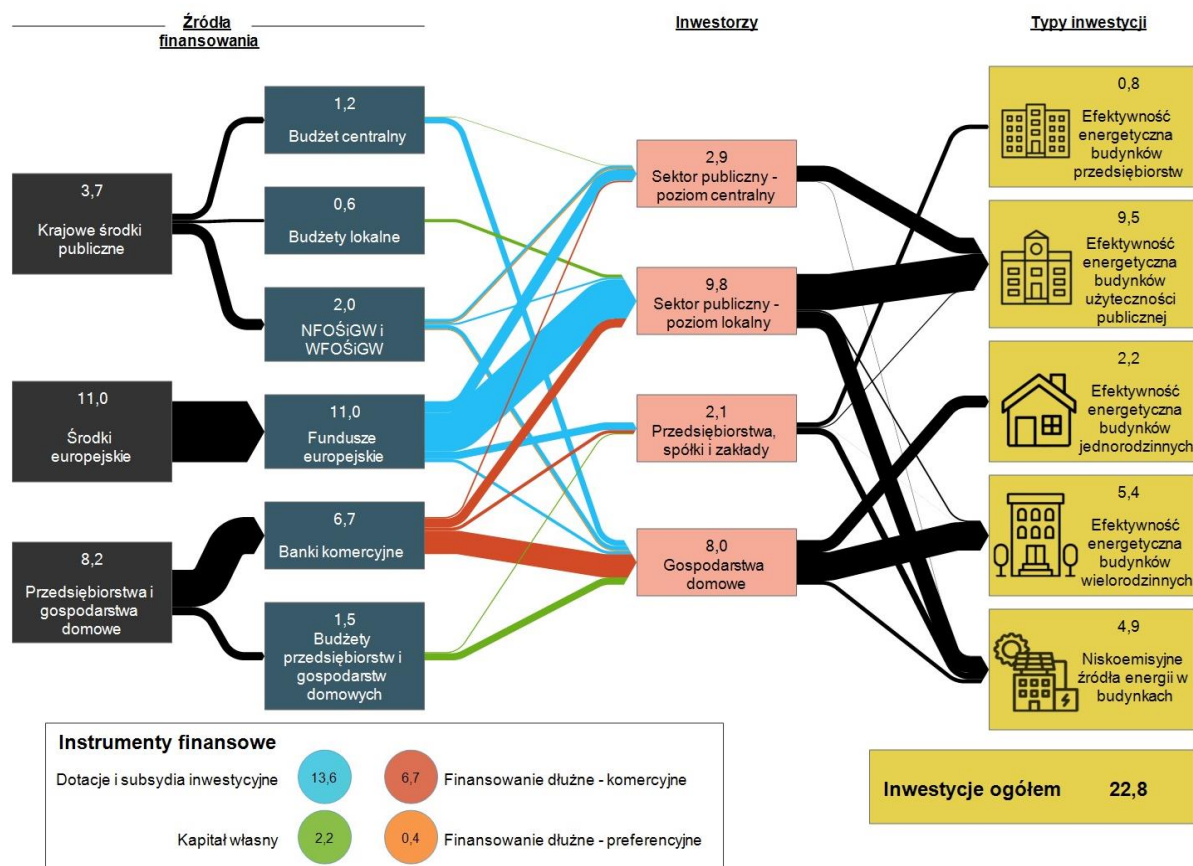 Źródła
finansowania
Inwestorzy
Typy inwestycji
3,7
Krajowe środki
publiczne
11,0
Środki
europejskie
8,2
Przedsiębiorstwa i
gospodarstwa
domowe
1,2
Budżet centralny
0,6
Budżety lokalne
2,0
NFOŚiGW i
WFOŚiGW
11,0
Fundusze
europejskie
6,7
Banki komercyjne
1,5
Budżety
przedsiębiorstw i
gospodarstw
domowych
2,9
Sektor publiczny -
poziom centralny
9,8
Sektor publiczny -
poziom lokalny
2,1
Przedsiębiorstwa,
spółki i zakłady
8,0
Gospodarstwa
domowe
0,8
Efektywność
energetyczna
budynków
przedsiębiorstw
9,5
Efektywność
energetyczna
budynków
użyteczności
publicznej
2,2
Efektywność
energetyczna
budynków
jednorodzinnych
5,4
Efektywność
energetyczna
budynków
wielorodzinnych
4,9
Niskoemisyjne
źródła energii w
budynkach
Instrumenty finansowe
Dotacje i subsydia inwestycyjne 13,6
6,7 Finansowanie dłużne - komercyjne
Kapitał własny 2,2
0,4 Finansowanie dłużne - preferencyjne
Inwestycje ogółem 22,8